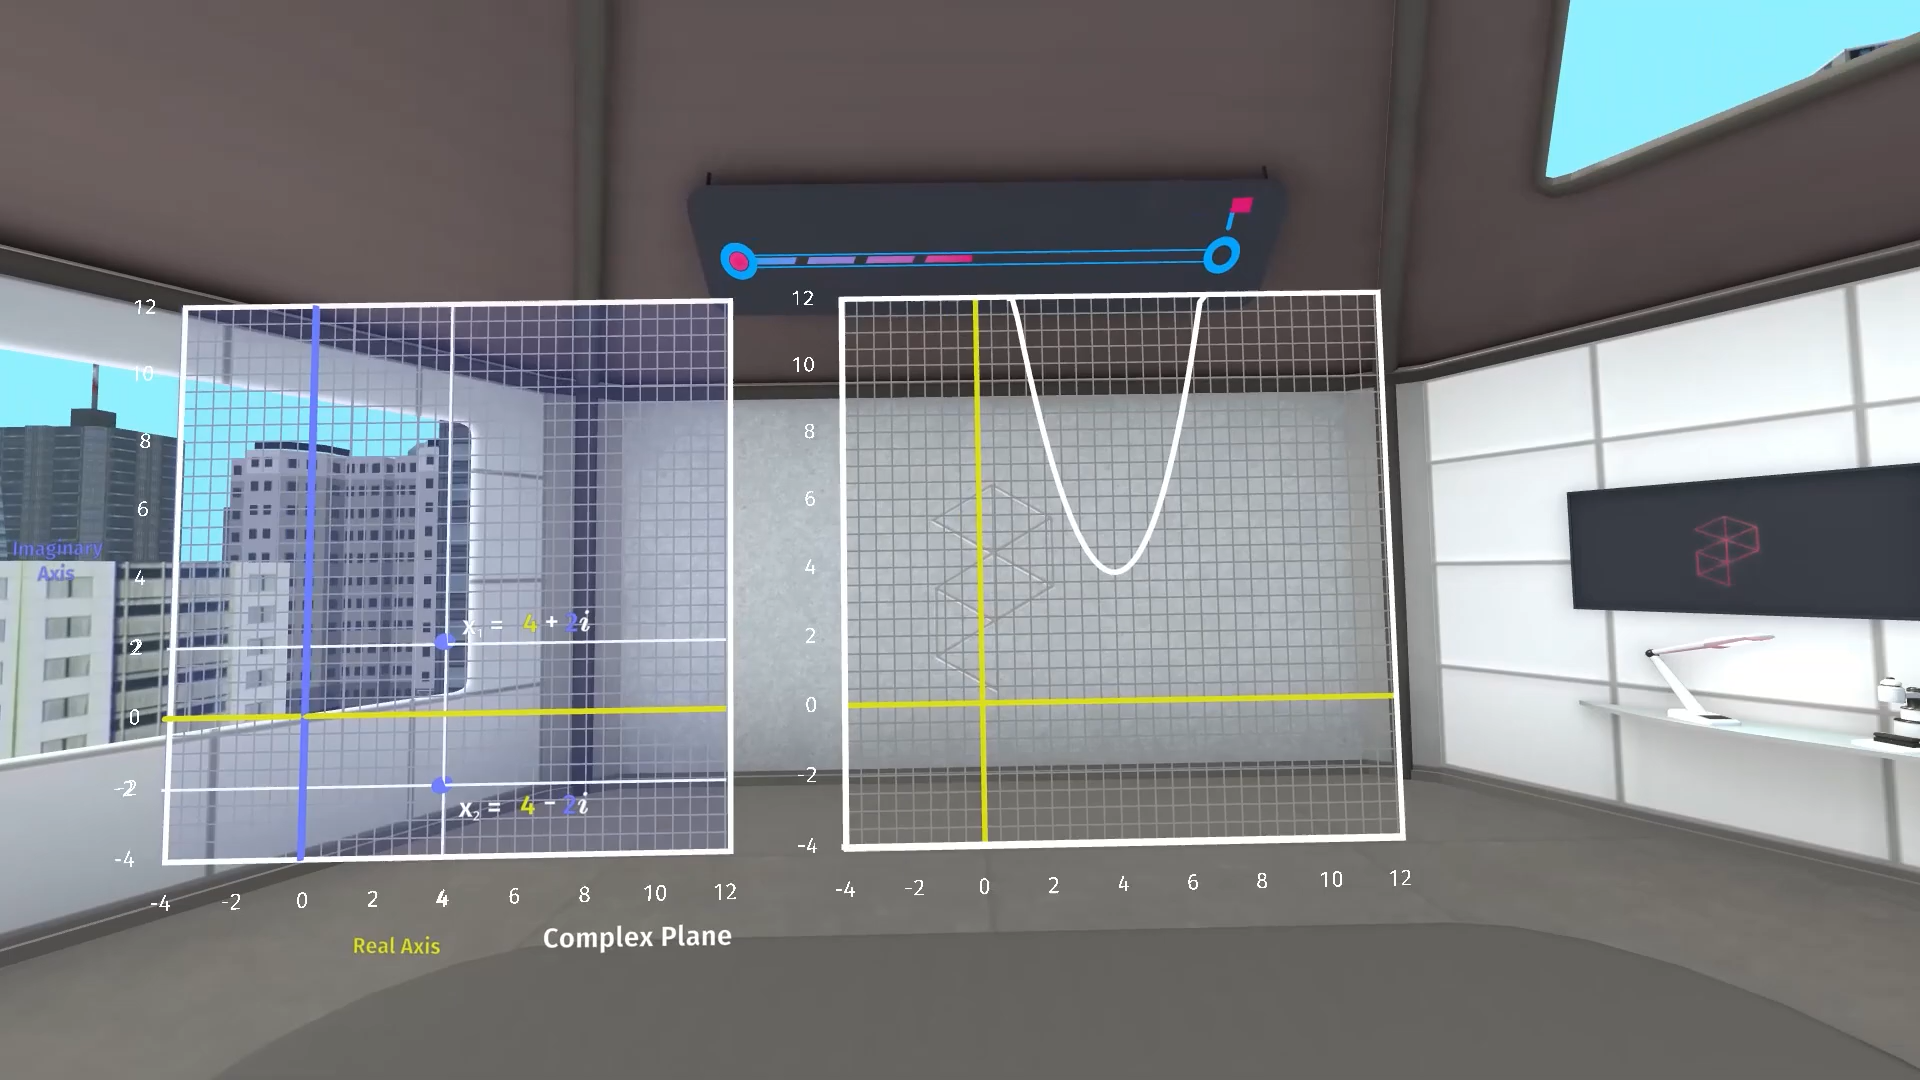 12
10
8
6
4
2
0
-2
-4
Imaginary
Axis
x₁ = 4 + 2i
x₂ = 4 - 2i
-4 -2 0 2 4 6 8 10 12
Real Axis
Complex Plane
12
10
8
6
4
2
0
-2
-4
-4 -2 0 2 4 6 8 10 12